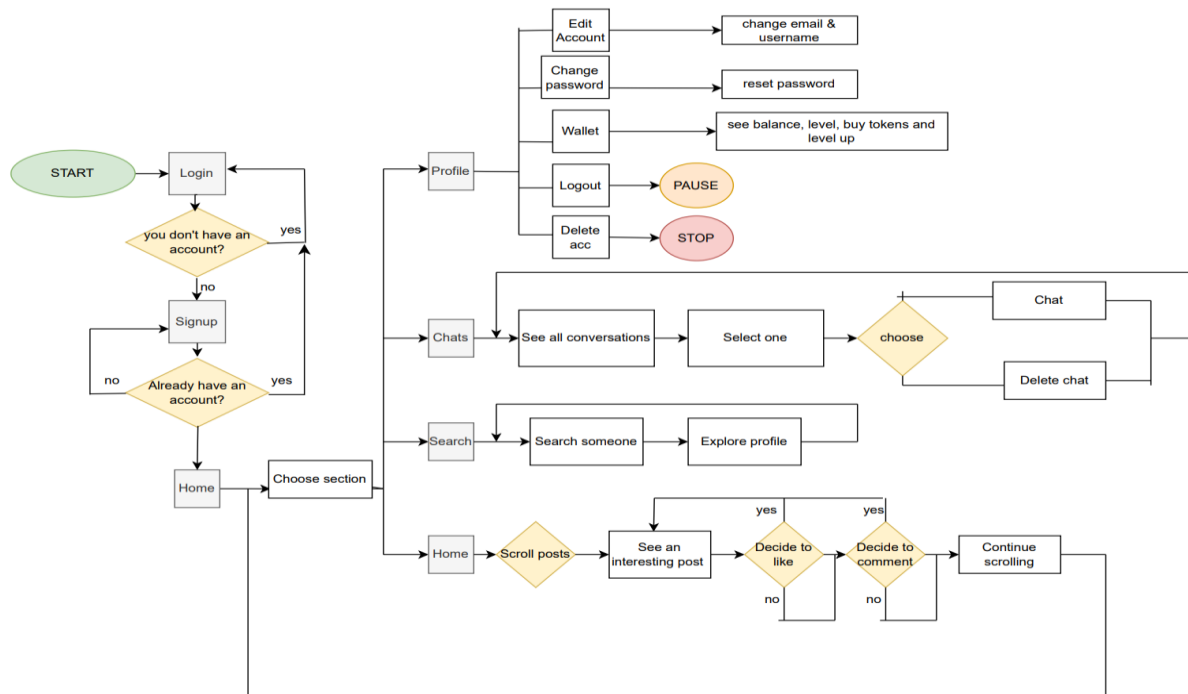 START
Login
you don't have an
account?
yes
no
Signup
Already have an
account?
no
yes
Home
Choose section
Profile
Edit
Account
change email &
username
Change
password
reset password
Wallet
see balance, level, buy tokens and
level up
Logout
PAUSE
Delete
acc
STOP
Chats
See all conversations
Select one
choose
Chat
Delete chat
Search
Search someone
Explore profile
Home
Scroll posts
See an
interesting post
Decide to
like
yes
no
Decide to
comment
yes
no
Continue
scrolling